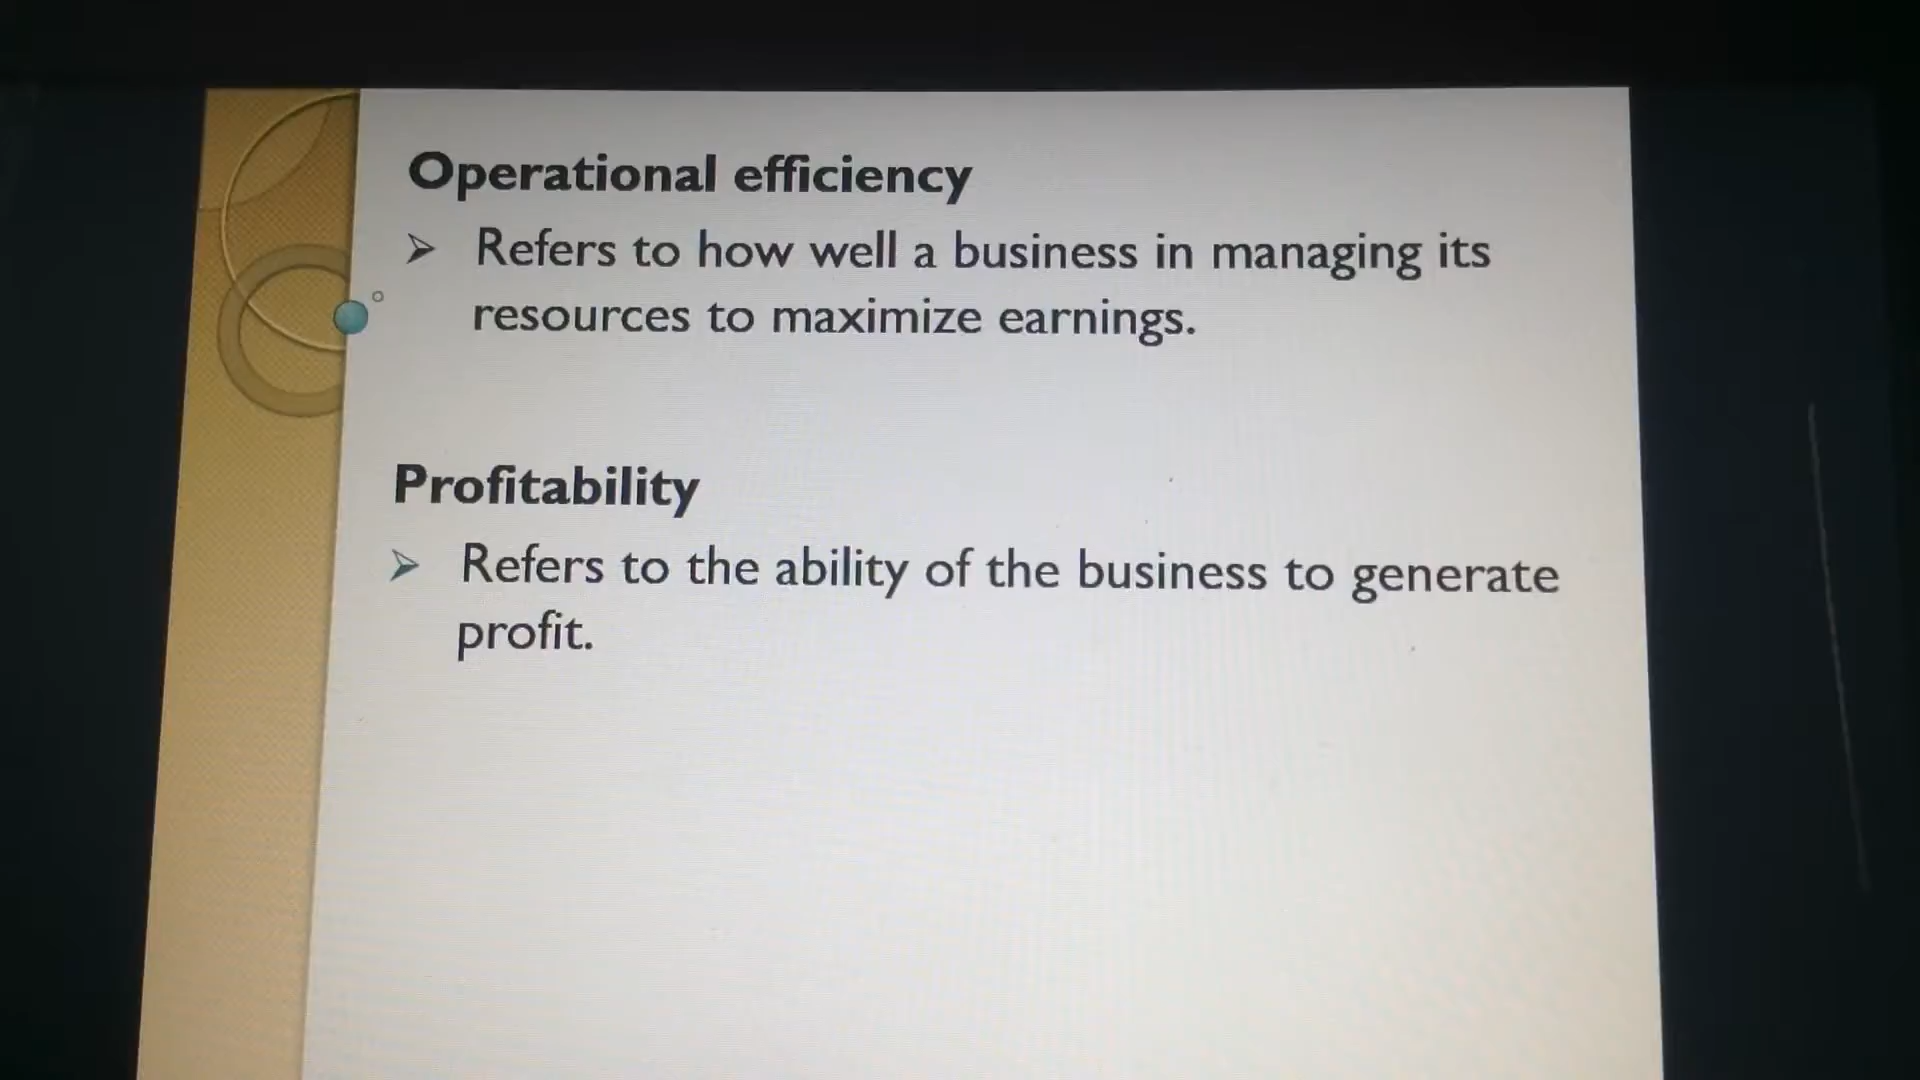 Operational efficiency
➢ Refers to how well a business in managing its
resources to maximize earnings.
Profitability
➢ Refers to the ability of the business to generate
profit.